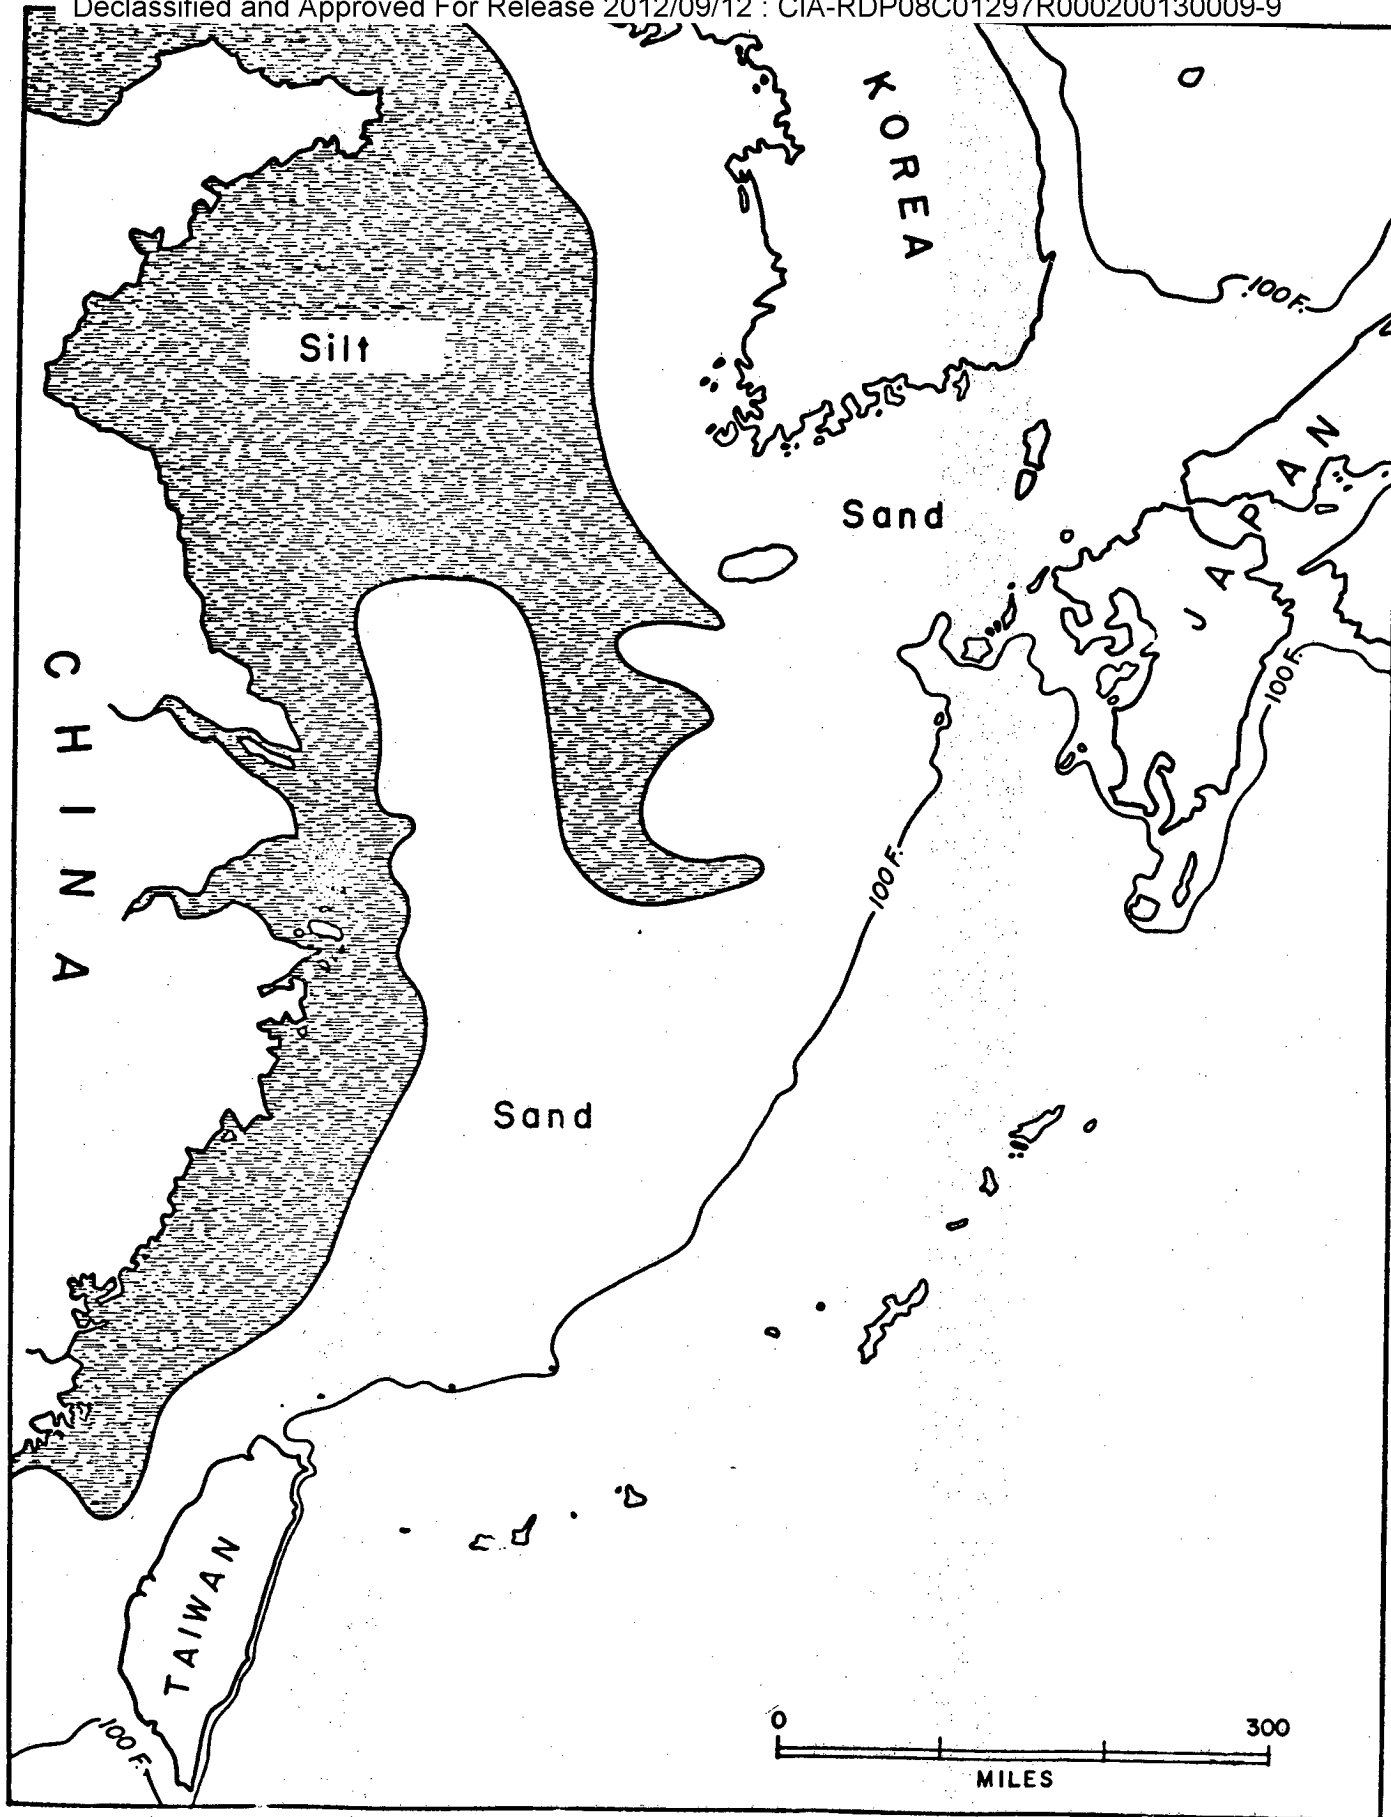 Declassified and Approved For Release 2012/09/12 : CIA-RDP08C01297R000200130009-9
KOREA
100F.
Silt
JAPAN
Sand
CHINA
100F.
100F.
Sand
TAIWAN
100F.
0 300
MILES